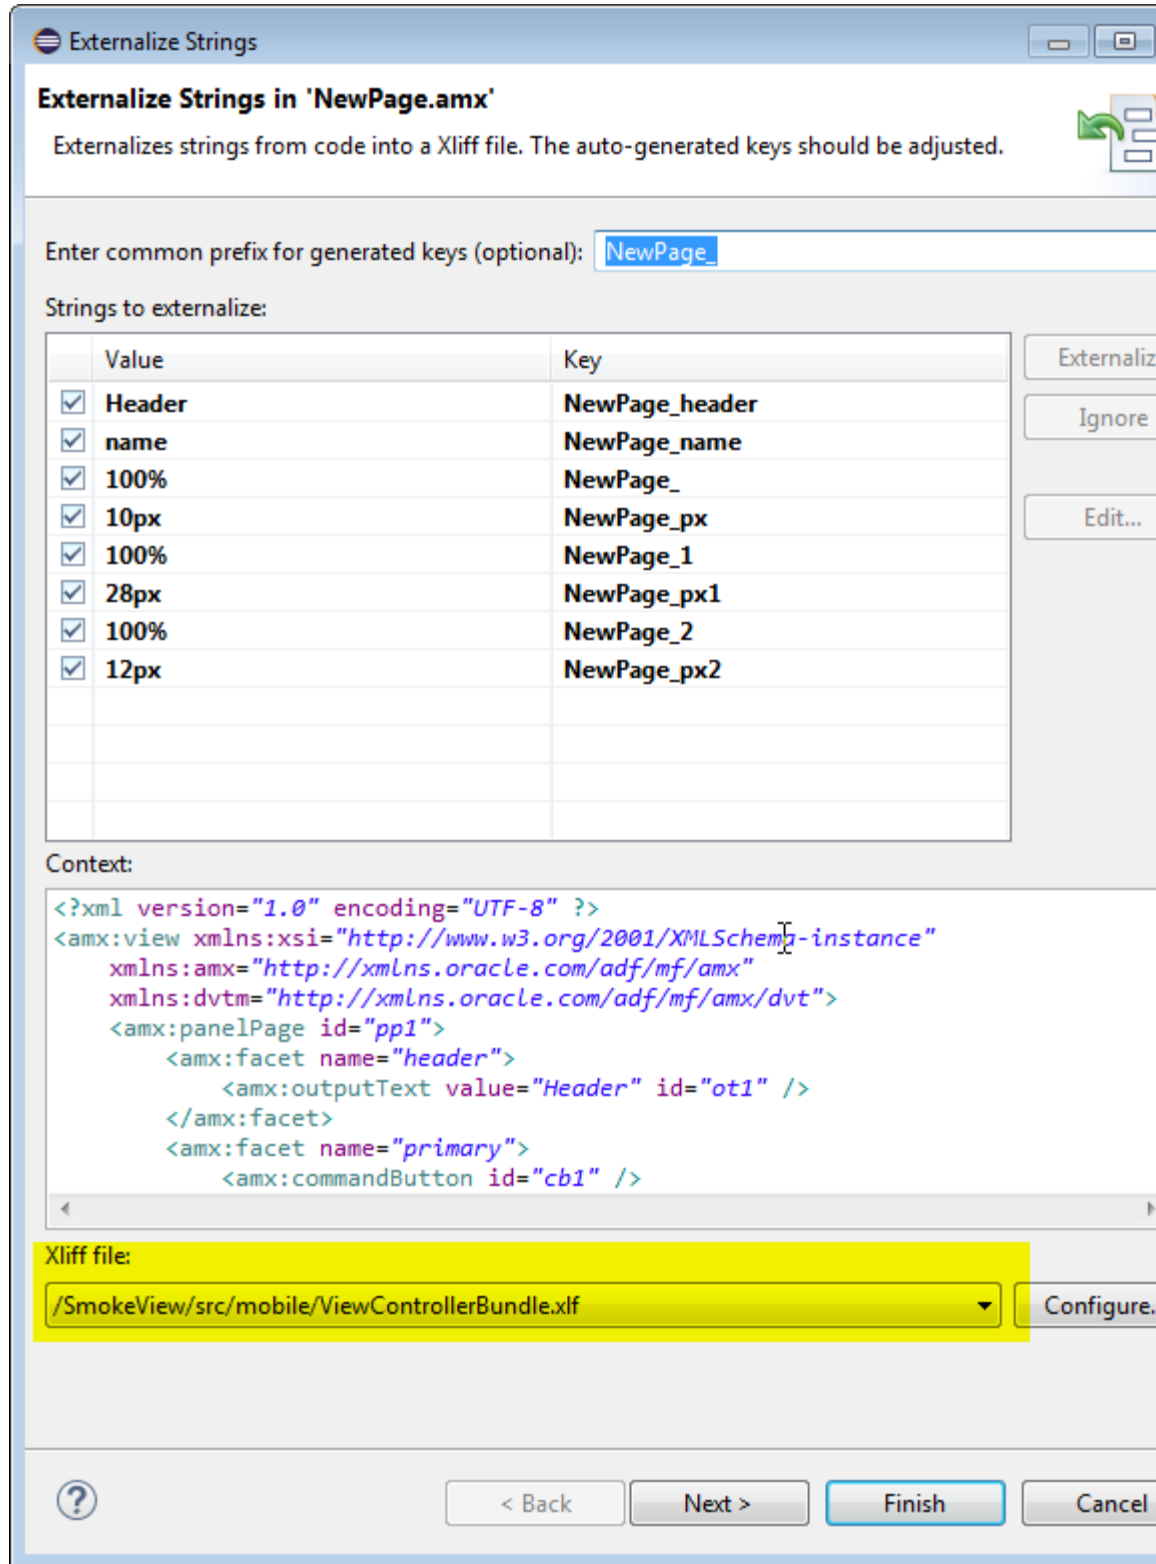 Externalize Strings
Externalize Strings in 'NewPage.amx'
Externalizes strings from code into a Xliff file. The auto-generated keys should be adjusted.
Enter common prefix for generated keys (optional): NewPage_
Strings to externalize:
Value Key Externaliz
Header NewPage_header
Ignore
name NewPage_name
100% NewPage_
10px NewPage_px Edit...
100% NewPage_1
28px NewPage_px1
100% NewPage_2
12px NewPage_px2
Context:
<?xml version="1.0" encoding="UTF-8" ?>
<amx:view xmlns:xsi="http://www.w3.org/2001/XMLSchema-instance"
xmlns:amx="http://xmlns.oracle.com/adf/mf/amx"
xmlns:dvtm="http://xmlns.oracle.com/adf/mf/amx/dvt">
<amx:panelPage id="pp1">
<amx:facet name="header">
<amx:outputText value="Header" id="ot1" />
</amx:facet>
<amx:facet name="primary">
<amx:commandButton id="cb1" />
Xliff file:
/SmokeView/src/mobile/ViewControllerBundle.xlf Configure.
? < Back Next > Finish Cancel